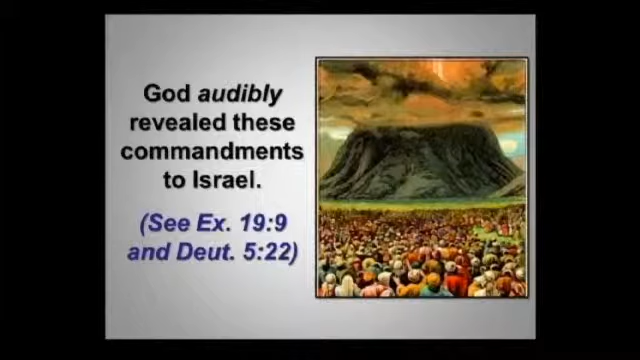 God audibly
revealed these
commandments
to Israel.
(See Ex. 19:9
and Deut. 5:22)